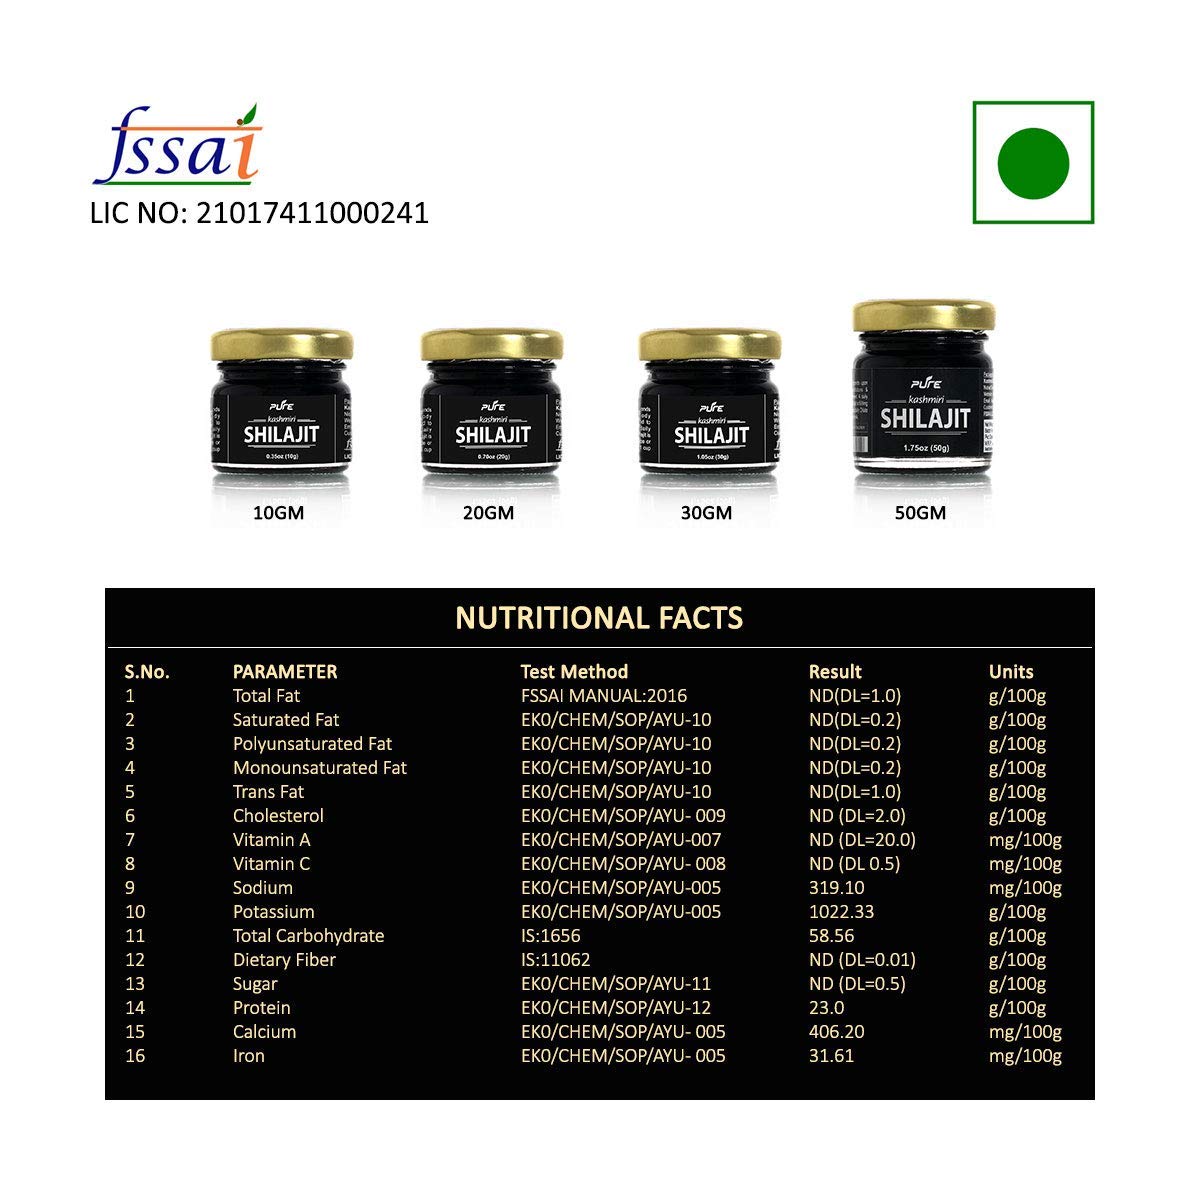 fssai
LIC NO: 21017411000241
PURE
kashmiri
SHILAJIT
0.35oz (10g)
10GM
PURE
kashmiri
SHILAJIT
0.70oz (20g)
20GM
PURE
kashmiri
SHILAJIT
1.05oz (30g)
30GM
PURE
kashmiri
SHILAJIT
1.75oz (50g)
50GM
NUTRITIONAL FACTS
S.No. PARAMETER Test Method Result Units
1 Total Fat FSSAI MANUAL:2016 ND(DL=1.0) g/100g
2 Saturated Fat EK0/CHEM/SOP/AYU-10 ND(DL=0.2) g/100g
3 Polyunsaturated Fat EK0/CHEM/SOP/AYU-10 ND(DL=0.2) g/100g
4 Monounsaturated Fat EK0/CHEM/SOP/AYU-10 ND(DL=0.2) g/100g
5 Trans Fat EK0/CHEM/SOP/AYU-10 ND(DL=1.0) g/100g
6 Cholesterol EK0/CHEM/SOP/AYU- 009 ND (DL=2.0) g/100g
7 Vitamin A EK0/CHEM/SOP/AYU-007 ND (DL=20.0) mg/100g
8 Vitamin C EK0/CHEM/SOP/AYU- 008 ND (DL 0.5) mg/100g
9 Sodium EK0/CHEM/SOP/AYU-005 319.10 mg/100g
10 Potassium EK0/CHEM/SOP/AYU-005 1022.33 g/100g
11 Total Carbohydrate IS:1656 58.56 g/100g
12 Dietary Fiber IS:11062 ND (DL=0.01) g/100g
13 Sugar EK0/CHEM/SOP/AYU-11 ND (DL=0.5) g/100g
14 Protein EK0/CHEM/SOP/AYU-12 23.0 g/100g
15 Calcium EK0/CHEM/SOP/AYU- 005 406.20 mg/100g
16 Iron EK0/CHEM/SOP/AYU- 005 31.61 mg/100g